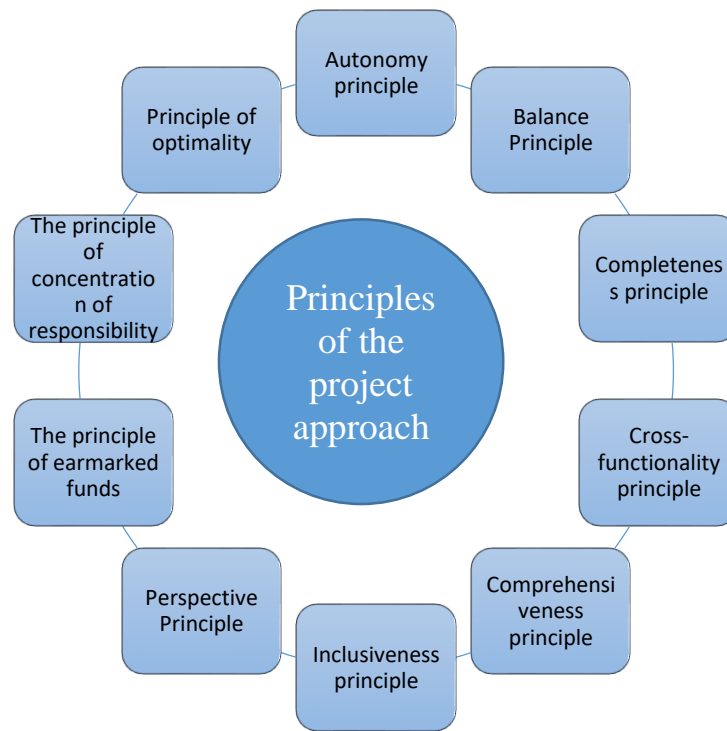 Autonomy
principle
Balance
Principle
Completenes
s principle
Cross-
functionality
principle
Comprehensi
veness
principle
Inclusiveness
principle
Perspective
Principle
The principle
of earmarked
funds
The principle
of
concentratio
n of
responsibility
Principle of
optimality
Principles
of the
project
approach